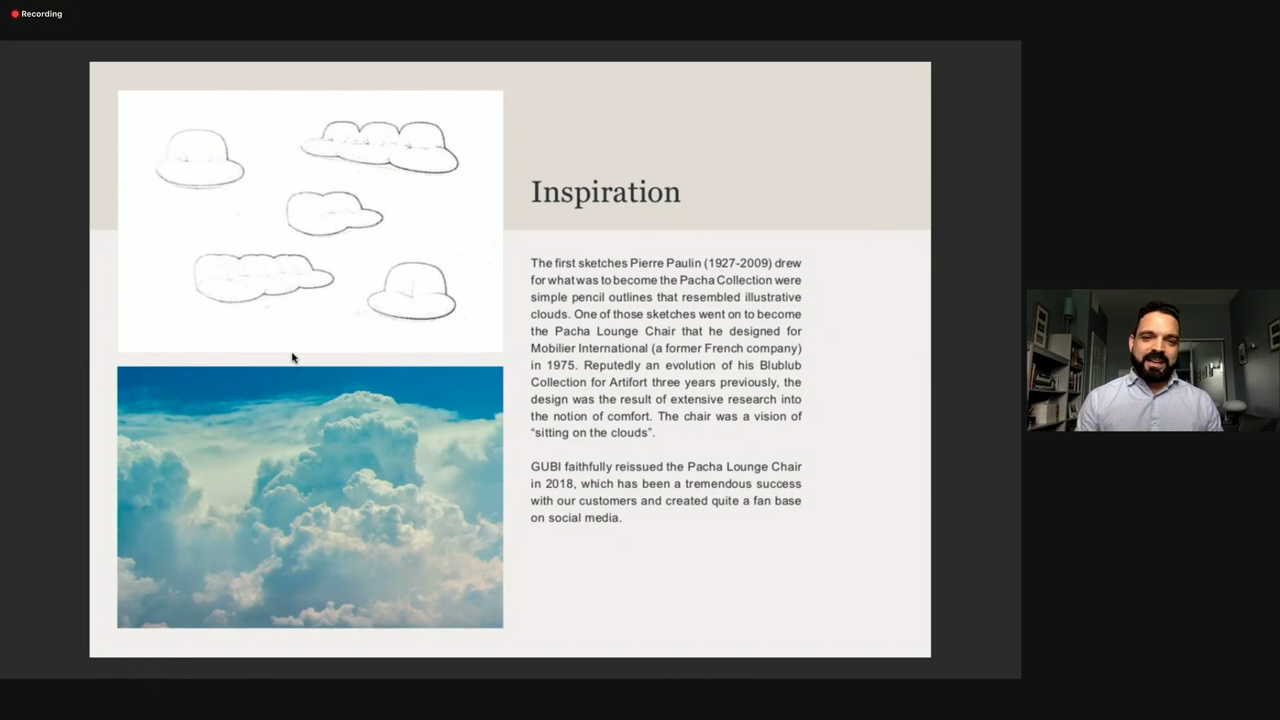 Recording
Inspiration
The first sketches Pierre Paulin (1927-2009) drew
for what was to become the Pacha Collection were
simple pencil outlines that resembled illustrative
clouds. One of those sketches went on to become
the Pacha Lounge Chair that he designed for
Mobilier International (a former French company)
in 1975. Reputedly an evolution of his Blublub
Collection for Artifort three years previously, the
design was the result of extensive research into
the notion of comfort. The chair was a vision of
“sitting on the clouds”.
GUBI faithfully reissued the Pacha Lounge Chair
in 2018, which has been a tremendous success
with our customers and created quite a fan base
on social media.